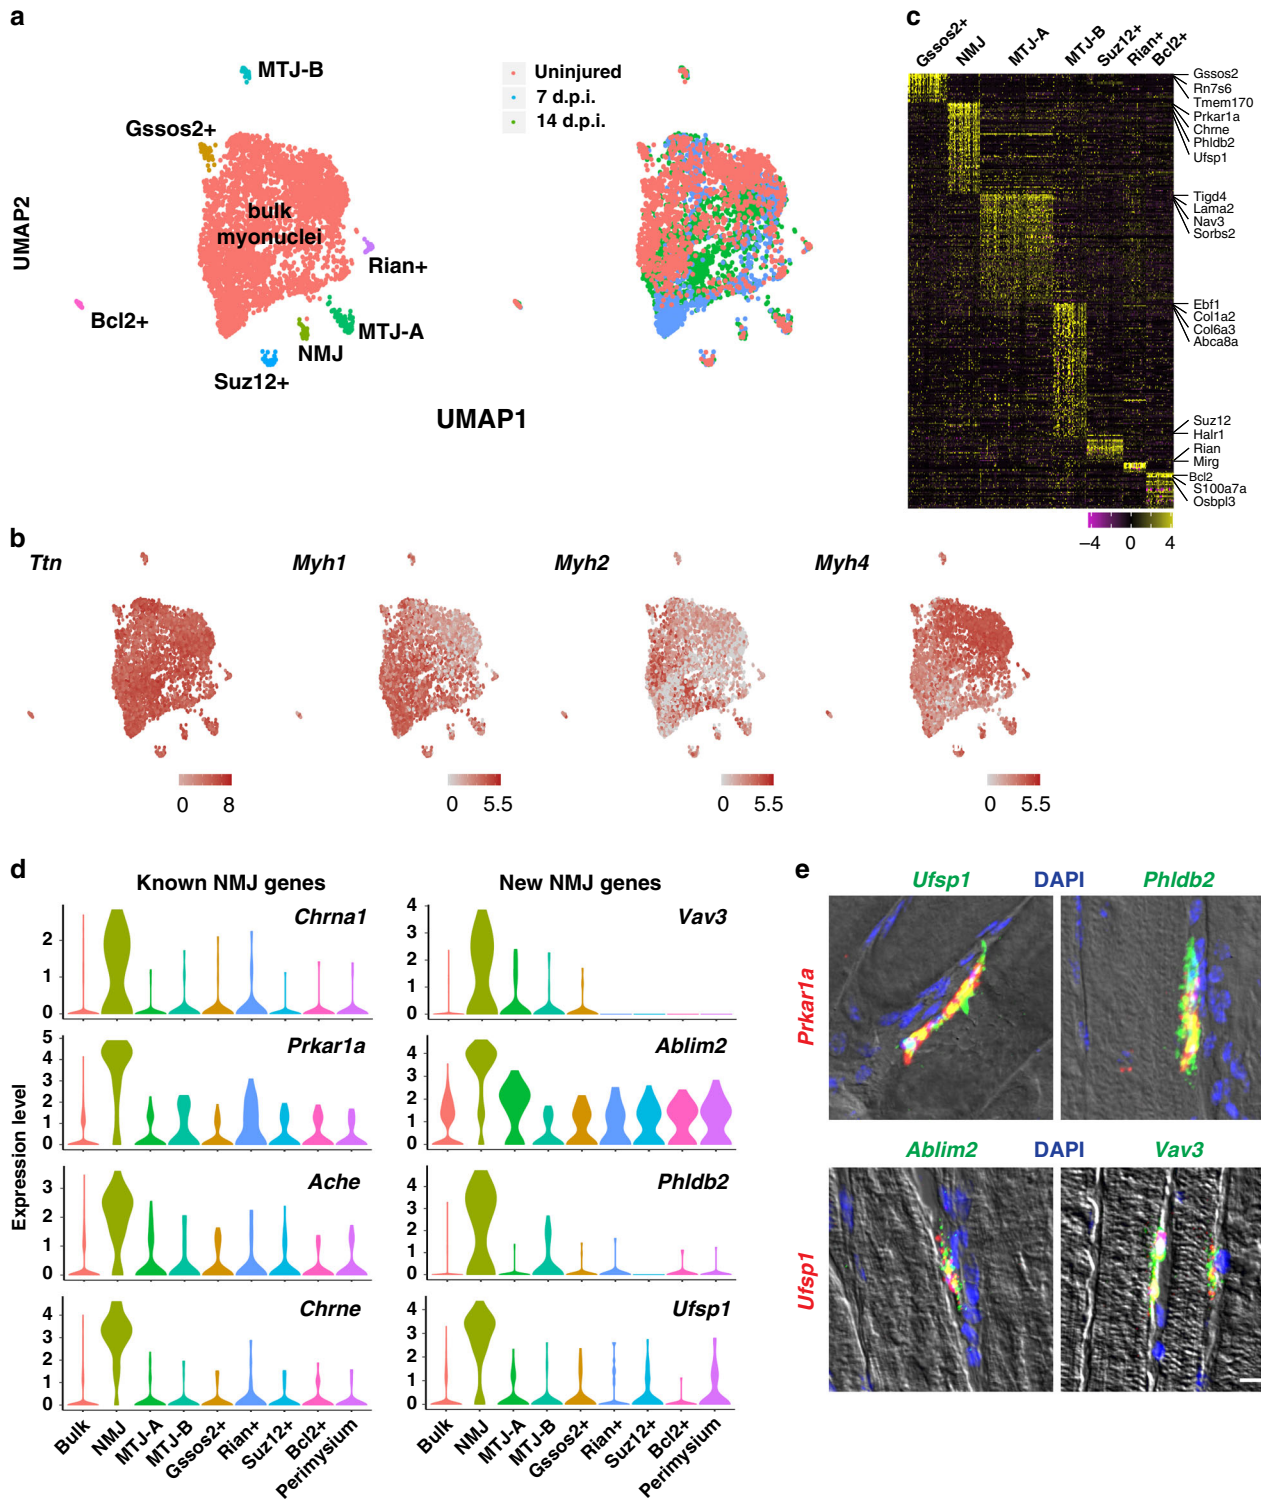 a
MTJ-B
Gssos2+
bulk
myonuclei
Rian+
Bcl2+
MTJ-A
NMJ
Suz12+
UMAP2
UMAP1
Uninjured
7 d.p.i.
14 d.p.i.
c
Gssos2+
NMJ
MTJ-A
MTJ-B
Suz12+
Rian+
Bcl2+
Gssos2
Rn7s6
Tmem170
Prkar1a
Chrne
Phldb2
Ufsp1
Tigd4
Lama2
Nav3
Sorbs2
Ebf1
Col1a2
Col6a3
Abca8a
Suz12
Halr1
Rian
Mirg
Bcl2
S100a7a
Osbpl3
−4 0 4
b
Ttn
Myh1
Myh2
Myh4
0 8
0 5.5
0 5.5
0 5.5
d
Known NMJ genes
New NMJ genes
Expression level
Chrna1
2
1
0
Vav3
4
3
2
1
0
Prkar1a
5
4
3
2
1
0
Ablim2
4
3
2
1
0
Ache
3
2
1
0
Phldb2
4
3
2
1
0
Chrne
4
3
2
1
0
Ufsp1
4
3
2
1
0
Bulk
NMJ
MTJ-A
MTJ-B
Gssos2+
Rian+
Suz12+
Bcl2+
Perimysium
Bulk
NMJ
MTJ-A
MTJ-B
Gssos2+
Rian+
Suz12+
Bcl2+
Perimysium
e
Ufsp1 DAPI Phldb2
Prkar1a
Ablim2 DAPI Vav3
Ufsp1